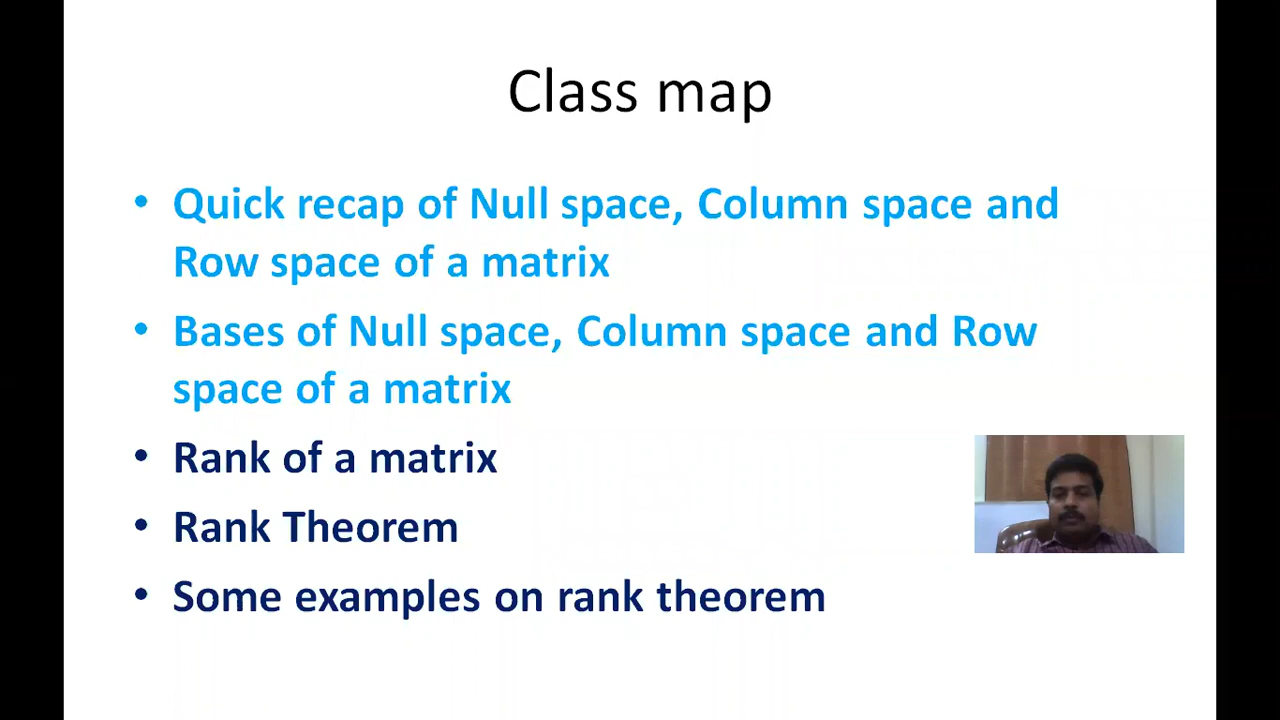 Class map
• Quick recap of Null space, Column space and
Row space of a matrix
• Bases of Null space, Column space and Row
space of a matrix
• Rank of a matrix
• Rank Theorem
• Some examples on rank theorem